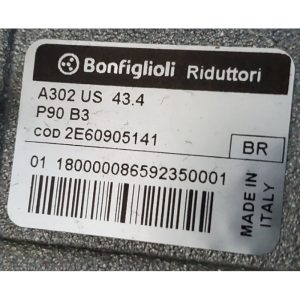 Bonfiglioli Riduttori
A302 US 43.4
P90 B3
COD 2E60905141
BR
01 180000086592350001
MADE IN
ITALY